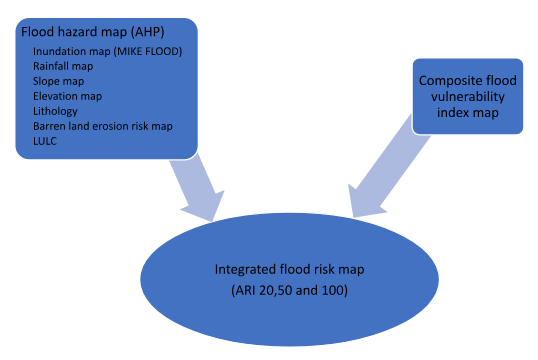 Flood hazard map (AHP)
Inundation map (MIKE FLOOD)
Rainfall map
Slope map
Elevation map
Lithology
Barren land erosion risk map
LULC
Composite flood
vulnerability
index map
Integrated flood risk map
(ARI 20,50 and 100)